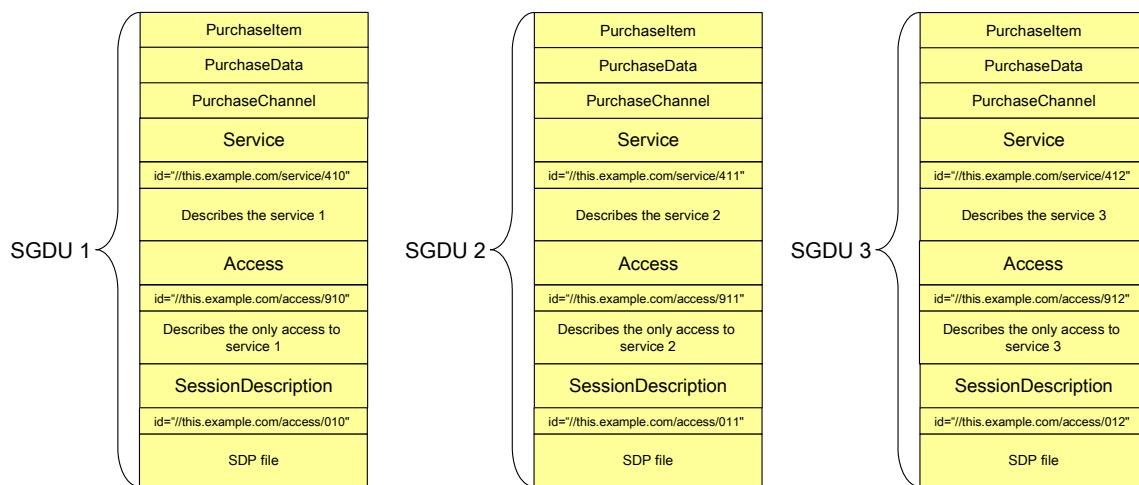 SGDU 1
PurchaseItem
PurchaseData
PurchaseChannel
Service
id="//this.example.com/service/410"
Describes the service 1
Access
id="//this.example.com/access/910"
Describes the only access to
service 1
SessionDescription
id="//this.example.com/access/010"
SDP file
SGDU 2
PurchaseItem
PurchaseData
PurchaseChannel
Service
id="//this.example.com/service/411"
Describes the service 2
Access
id="//this.example.com/access/911"
Describes the only access to
service 2
SessionDescription
id="//this.example.com/access/011"
SDP file
SGDU 3
PurchaseItem
PurchaseData
PurchaseChannel
Service
id="//this.example.com/service/412"
Describes the service 3
Access
id="//this.example.com/access/912"
Describes the only access to
service 3
SessionDescription
id="//this.example.com/access/012"
SDP file